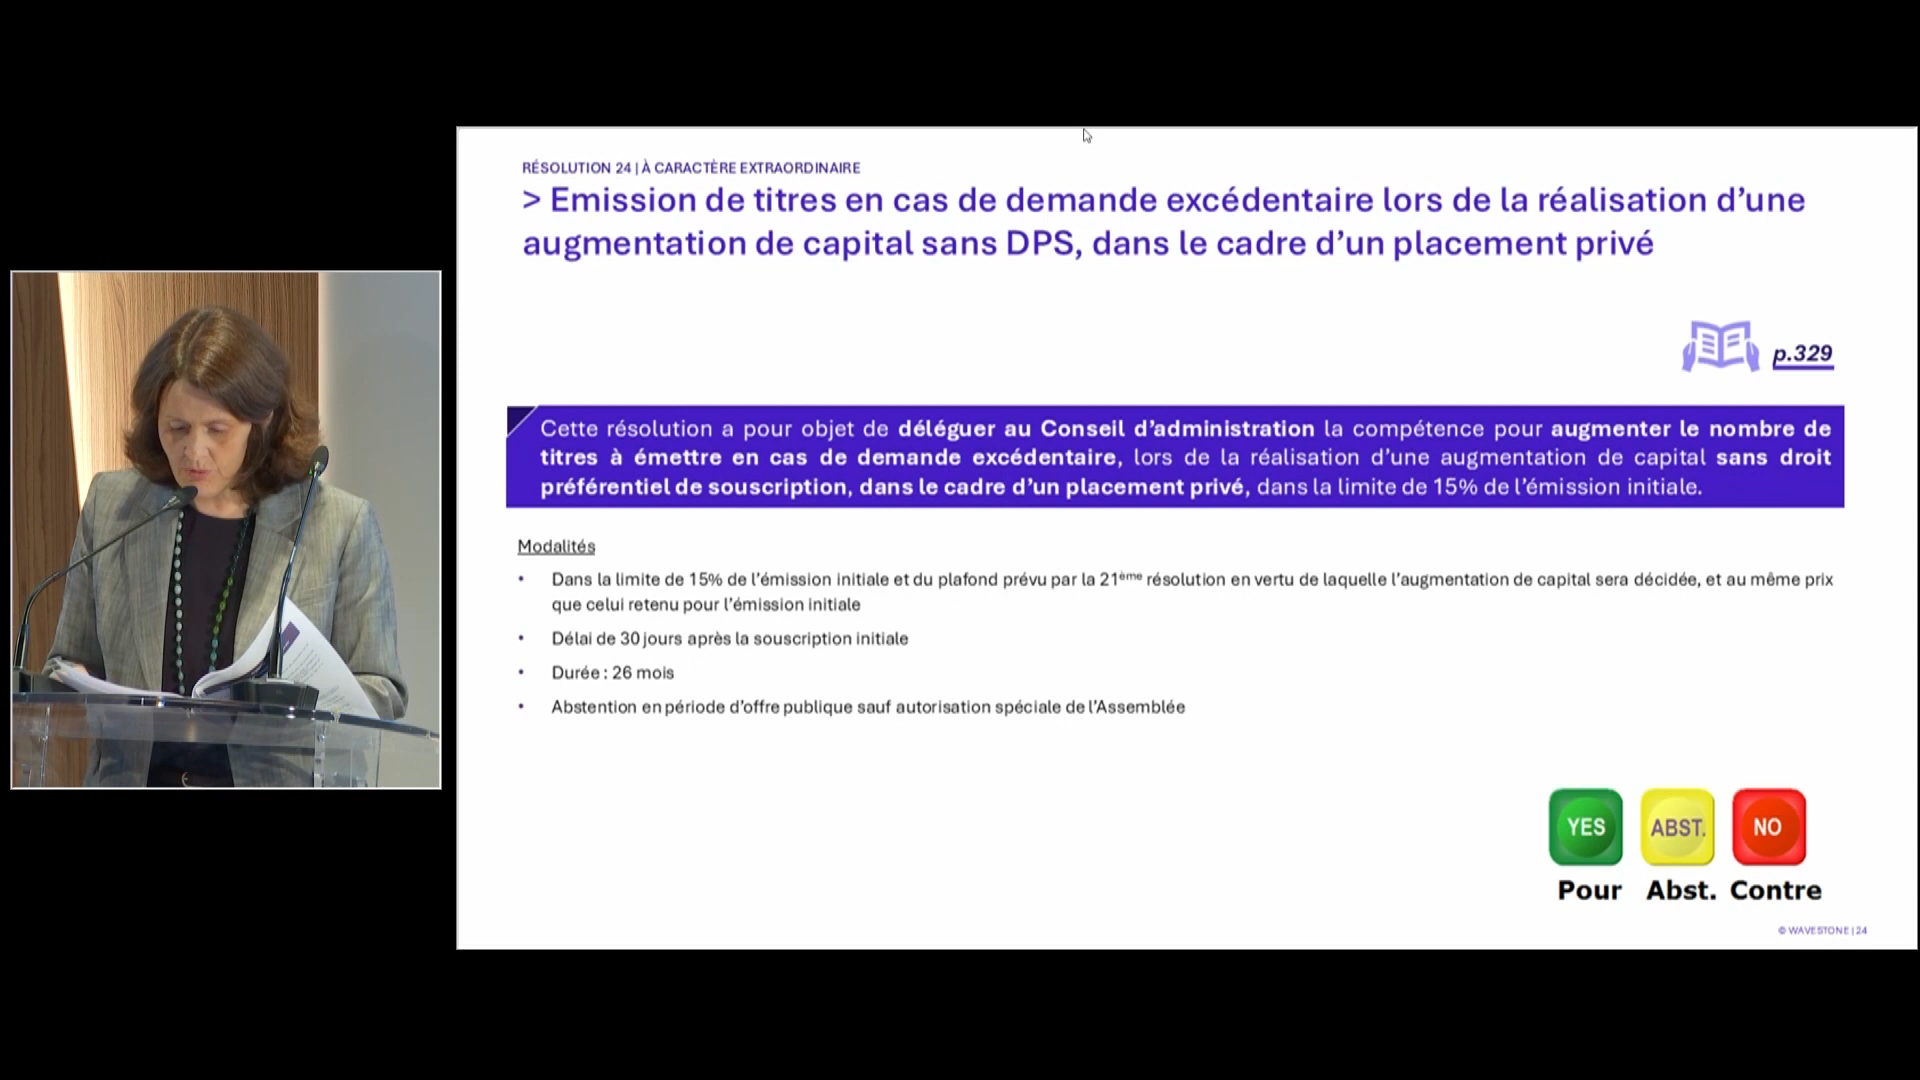 RÉSOLUTION 24 | À CARACTÈRE EXTRAORDINAIRE
> Emission de titres en cas de demande excédentaire lors de la réalisation d’une
augmentation de capital sans DPS, dans le cadre d’un placement privé
p.329
Cette résolution a pour objet de déléguer au Conseil d’administration la compétence pour augmenter le nombre de
titres à émettre en cas de demande excédentaire, lors de la réalisation d’une augmentation de capital sans droit
préférentiel de souscription, dans le cadre d’un placement privé, dans la limite de 15% de l’émission initiale.
Modalités
• Dans la limite de 15% de l’émission initiale et du plafond prévu par la 21ème résolution en vertu de laquelle l’augmentation de capital sera décidée, et au même prix
que celui retenu pour l’émission initiale
• Délai de 30 jours après la souscription initiale
• Durée : 26 mois
• Abstention en période d’offre publique sauf autorisation spéciale de l’Assemblée
YES ABST. NO
Pour Abst. Contre
© WAVESTONE | 24